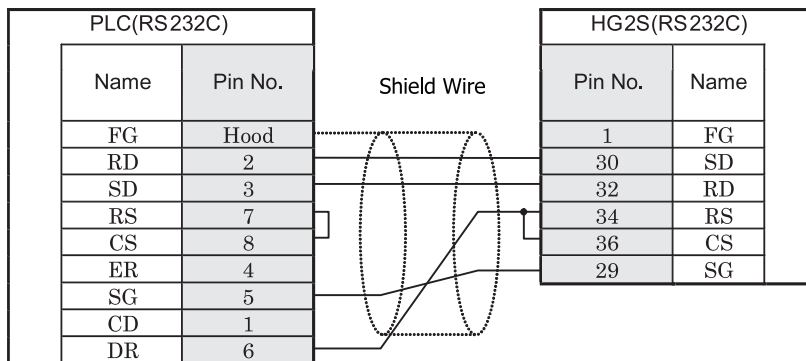 PLC(RS232C)
HG2S(RS232C)
Name Pin No. Shield Wire Pin No. Name
FG Hood 1 FG
RD 2 30 SD
SD 3 32 RD
RS 7 34 RS
CS 8 36 CS
ER 4 29 SG
SG 5
CD 1
DR 6